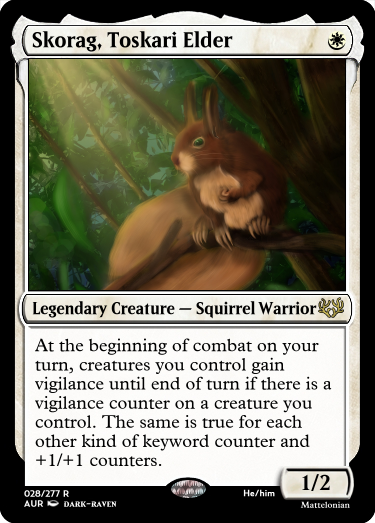 Skorag, Toskari Elder
Legendary Creature — Squirrel Warrior
At the beginning of combat on your
turn, creatures you control gain
vigilance until end of turn if there is a
vigilance counter on a creature you
control. The same is true for each
other kind of keyword counter and
+1/+1 counters.
1/2
028/277 R He/him
AUR DARK-RAVEN Mattelonian